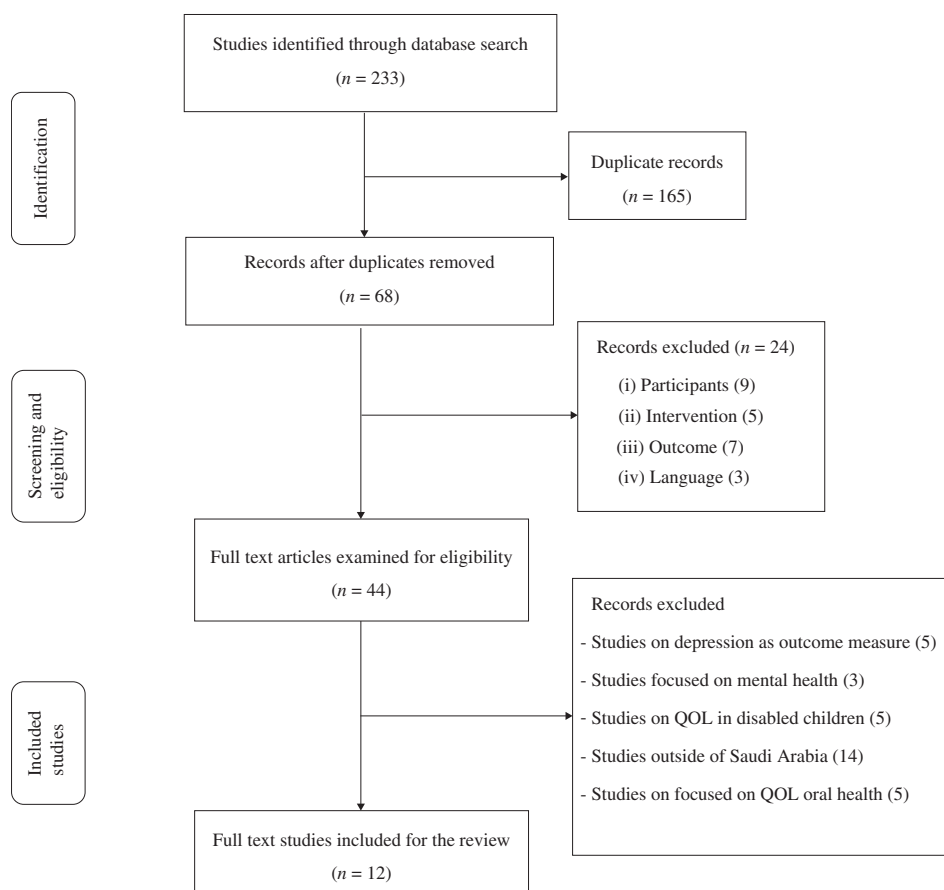 Studies identified through database search
(n = 233)
Identification
Duplicate records
(n = 165)
Records after duplicates removed
(n = 68)
Screening and
eligibility
Records excluded (n = 24)
(i) Participants (9)
(ii) Intervention (5)
(iii) Outcome (7)
(iv) Language (3)
Full text articles examined for eligibility
(n = 44)
Included
studies
Records excluded
- Studies on depression as outcome measure (5)
- Studies focused on mental health (3)
- Studies on QOL in disabled children (5)
- Studies outside of Saudi Arabia (14)
- Studies on focused on QOL oral health (5)
Full text studies included for the review
(n = 12)